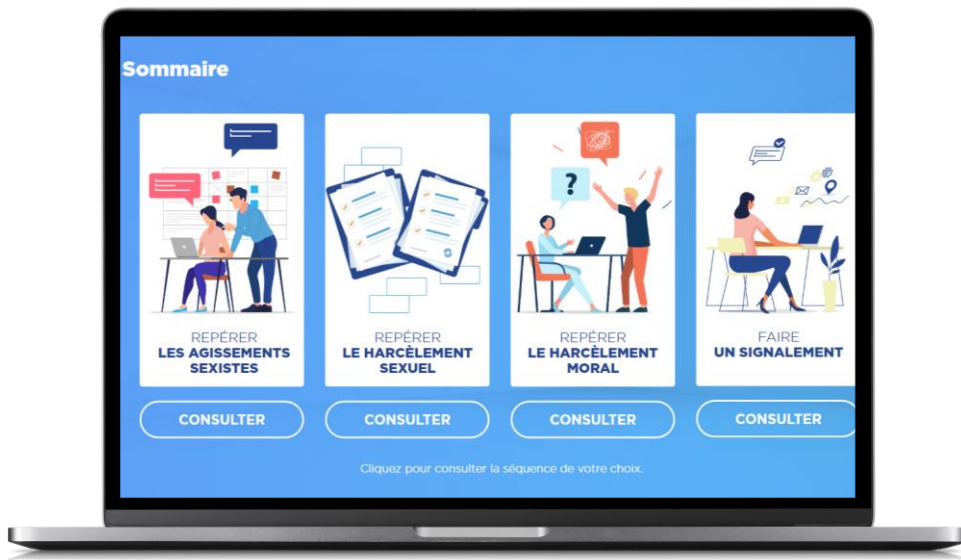 Sommaire
REPÉRER
LES AGISSEMENTS
SEXISTES
CONSULTER
REPÉRER
LE HARCÈLEMENT
SEXUEL
CONSULTER
?
REPÉRER
LE HARCÈLEMENT
MORAL
CONSULTER
FAIRE
UN SIGNALEMENT
CONSULTER
Cliquez pour consulter la séquence de votre choix.